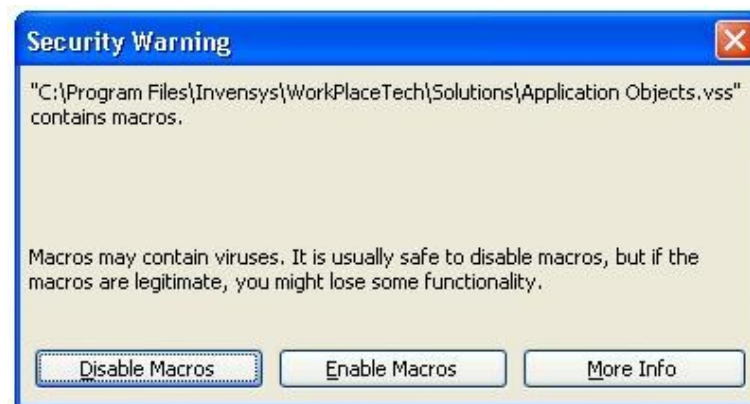 Security Warning
"C:\Program Files\Invensys\WorkPlaceTech\Solutions\Application Objects.vss"
contains macros.
Macros may contain viruses. It is usually safe to disable macros, but if the
macros are legitimate, you might lose some functionality.
Disable Macros
Enable Macros
More Info